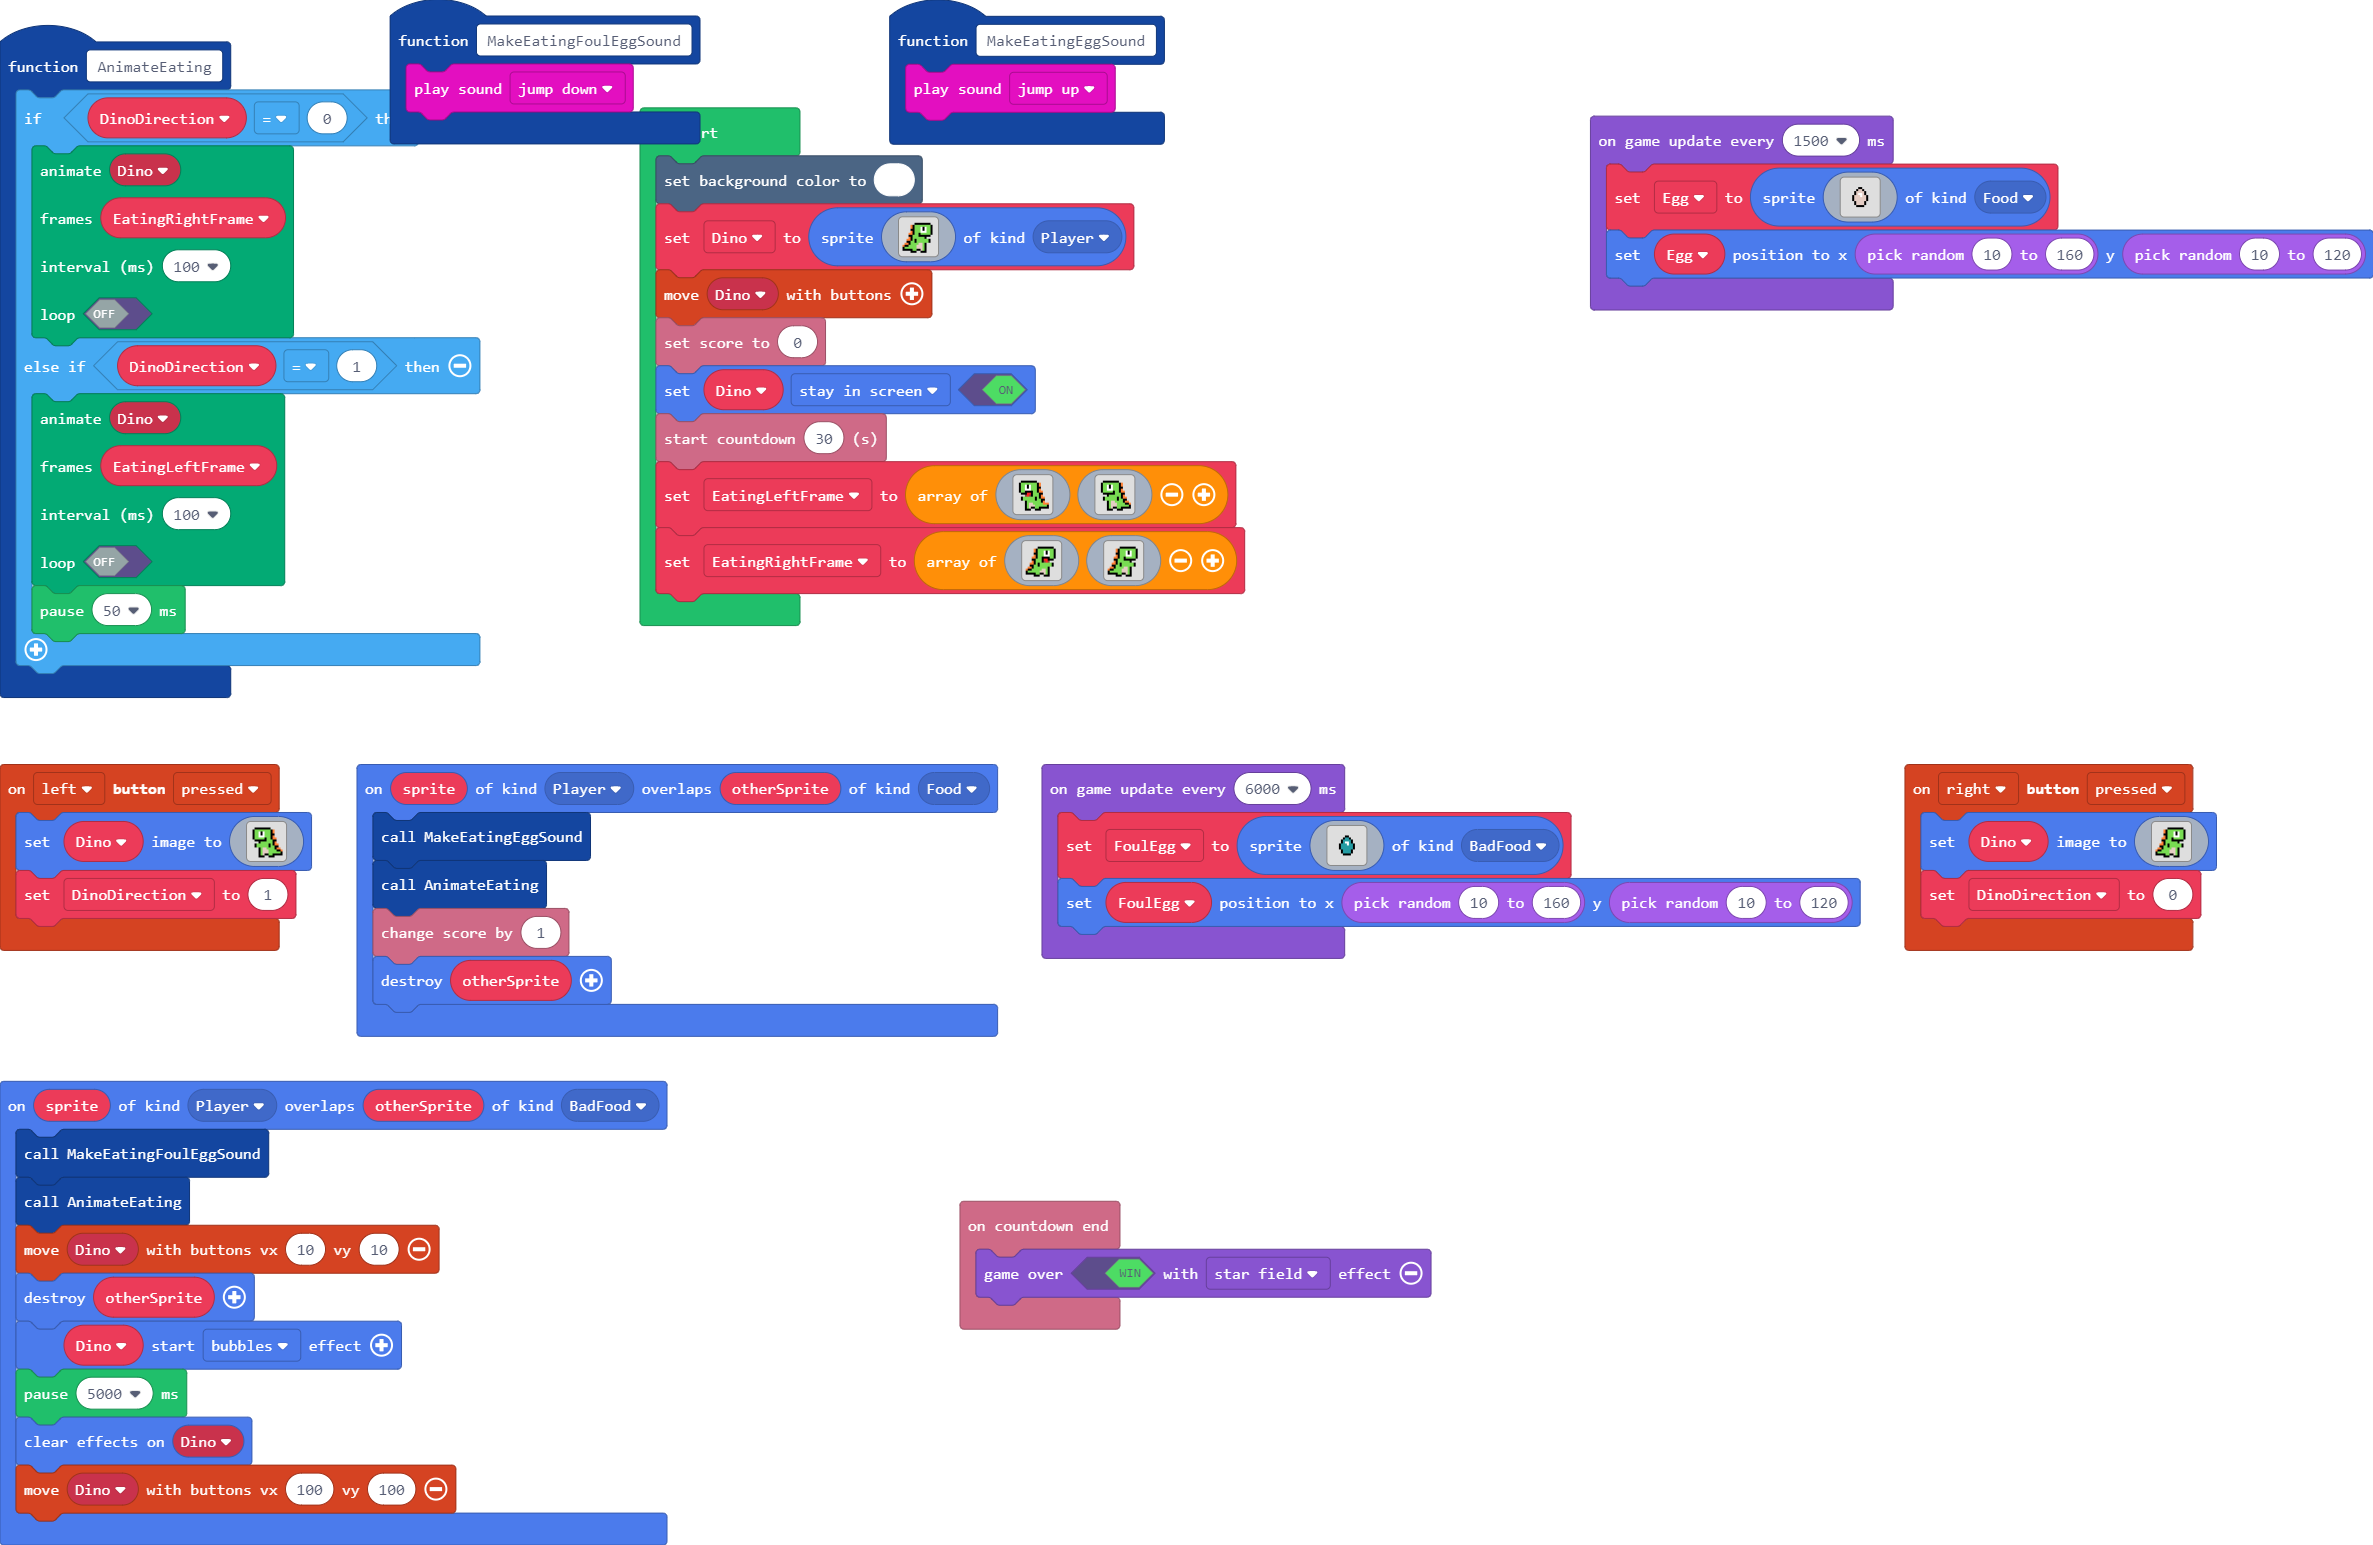 function AnimateEating
if DinoDirection = 0 th
animate Dino
frames EatingRightFrame
interval (ms) 100
loop OFF
else if DinoDirection = 1 then
animate Dino
frames EatingLeftFrame
interval (ms) 100
loop OFF
pause 50 ms
function MakeEatingFoulEggSound
play sound jump down
function MakeEatingEggSound
play sound jump up
rt
set background color to
set Dino to sprite of kind Player
move Dino with buttons
set score to 0
set Dino stay in screen ON
start countdown 30 (s)
set EatingLeftFrame to array of
set EatingRightFrame to array of
on game update every 1500 ms
set Egg to sprite of kind Food
set Egg position to x pick random 10 to 160 y pick random 10 to 120
on left button pressed
set Dino image to
set DinoDirection to 1
on sprite of kind Player overlaps otherSprite of kind Food
call MakeEatingEggSound
call AnimateEating
change score by 1
destroy otherSprite
on game update every 6000 ms
set FoulEgg to sprite of kind BadFood
set FoulEgg position to x pick random 10 to 160 y pick random 10 to 120
on right button pressed
set Dino image to
set DinoDirection to 0
on sprite of kind Player overlaps otherSprite of kind BadFood
call MakeEatingFoulEggSound
call AnimateEating
move Dino with buttons vx 10 vy 10
destroy otherSprite
Dino start bubbles effect
pause 5000 ms
clear effects on Dino
move Dino with buttons vx 100 vy 100
on countdown end
game over WIN with star field effect